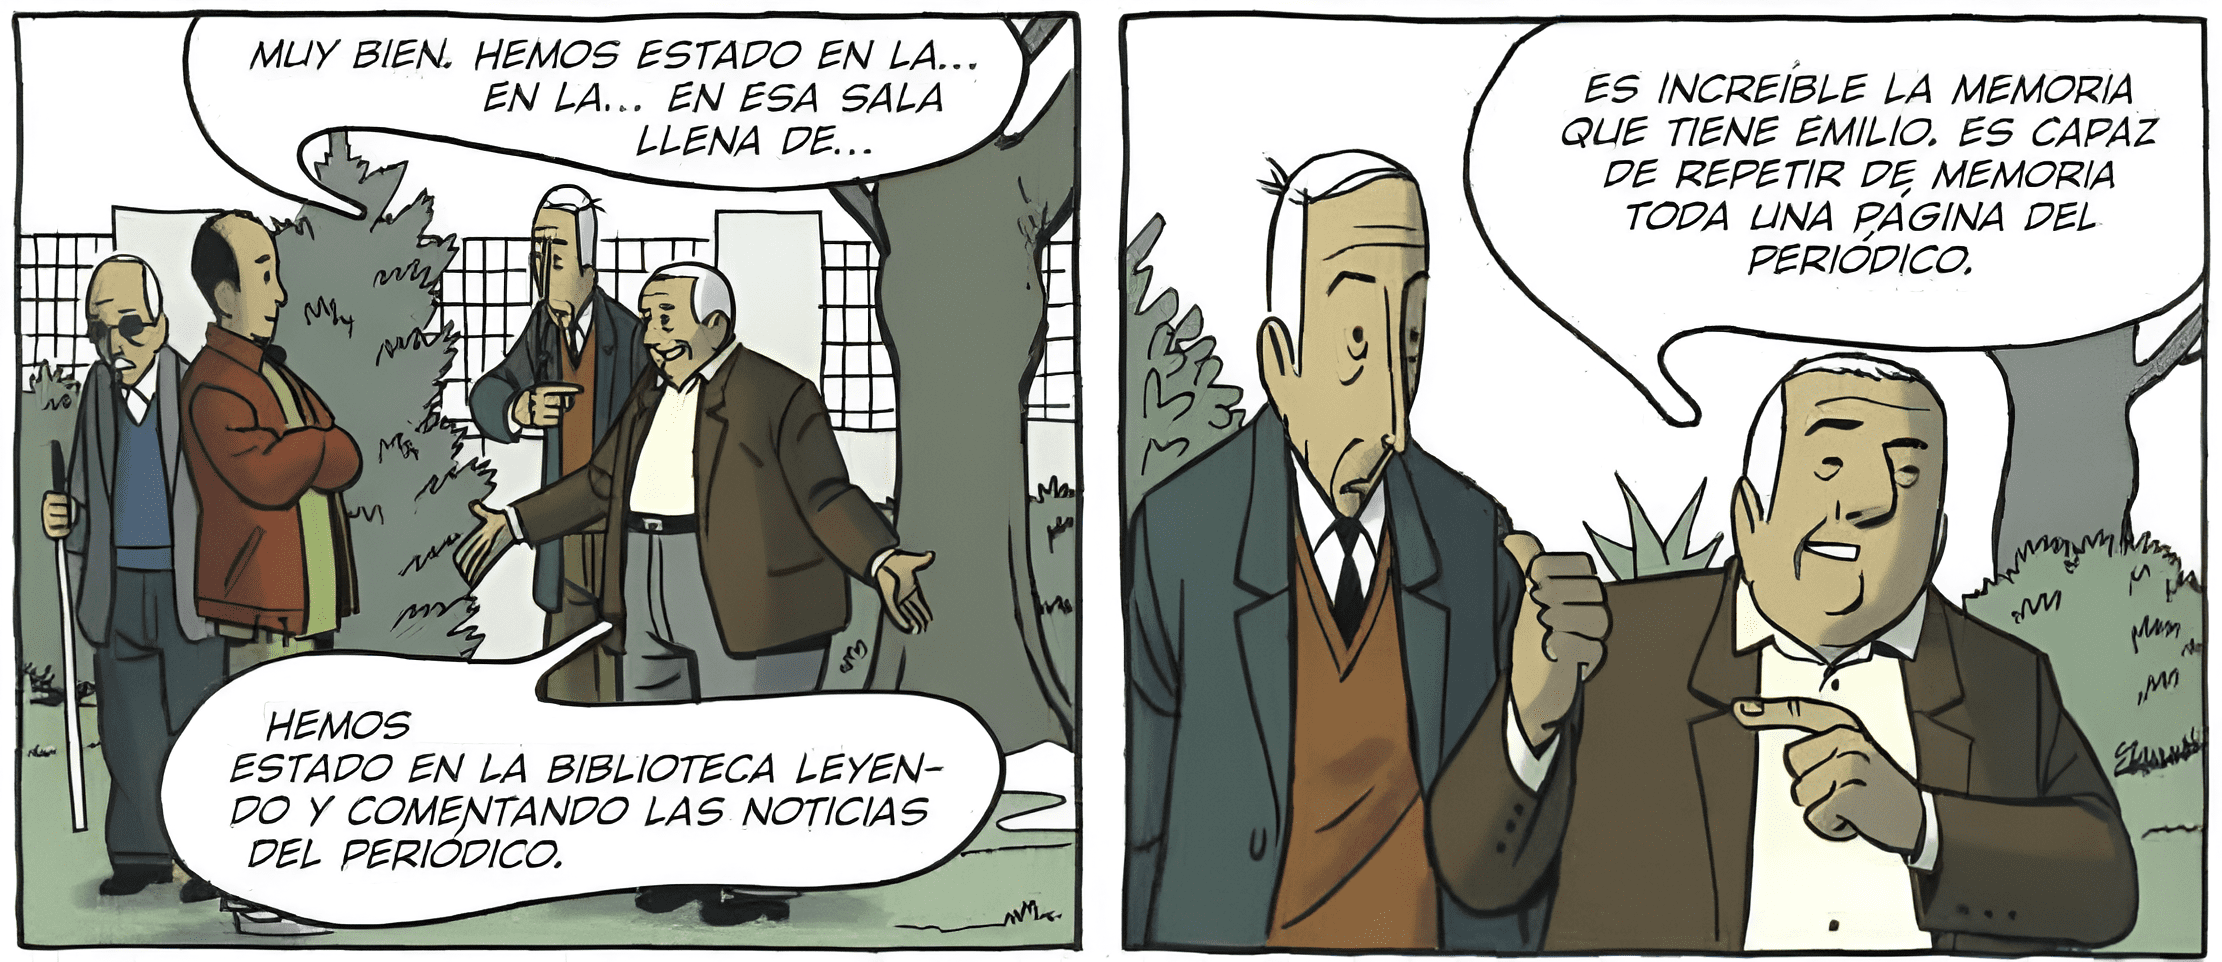 MUY BIEN. HEMOS ESTADO EN LA...
EN LA... EN ESA SALA
LLENA DE...
HEMOS
ESTADO EN LA BIBLIOTECA LEYEN-
DO Y COMENTANDO LAS NOTICIAS
DEL PERIÓDICO.
ES INCREÍBLE LA MEMORIA
QUE TIENE EMILIO. ES CAPAZ
DE REPETIR DE MEMORIA
TODA UNA PÁGINA DEL
PERIÓDICO.